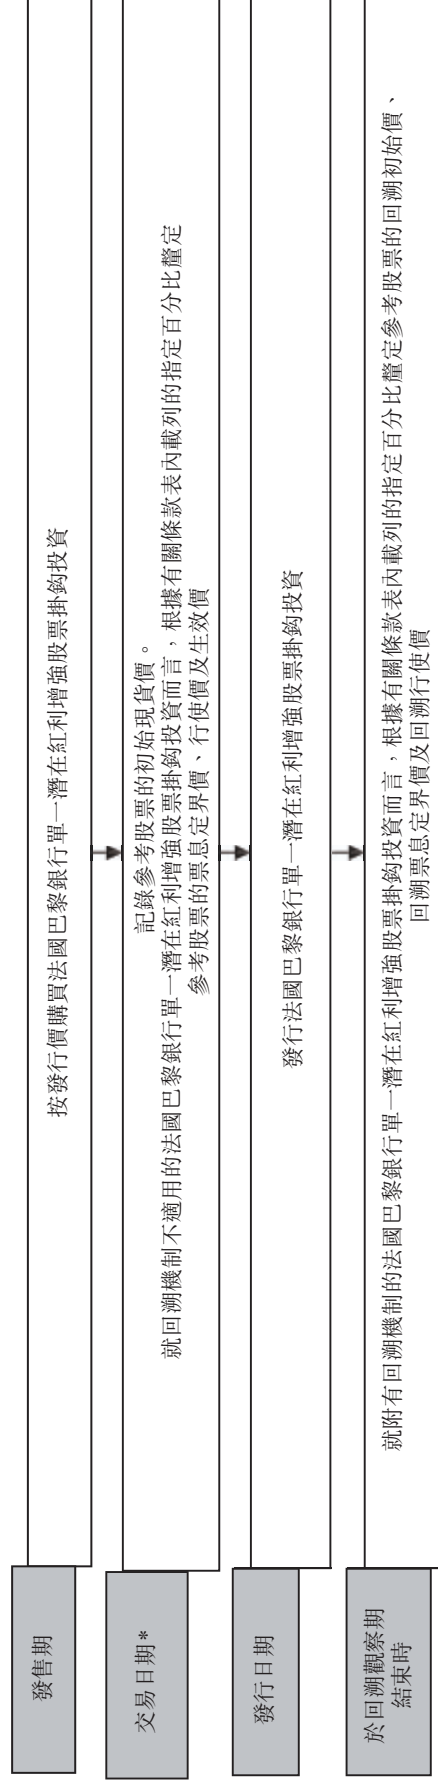 發售期
按發行價購買法國巴黎銀行單一潛在紅利增強股票掛鈎投資
交易日期*
記錄參考股票的初始現貨價。
就回溯機制不適用的法國巴黎銀行單一潛在紅利增強股票掛鈎投資而言，根據有關條款表內載列的指定百分比釐定
參考股票的票息定界價、行使價及生效價
發行日期
發行法國巴黎銀行單一潛在紅利增強股票掛鈎投資
於回溯觀察期
結束時
就附有回溯機制的法國巴黎銀行單一潛在紅利增強股票掛鈎投資而言，根據有關條款表內載列的指定百分比釐定參考股票的回溯初始價、
回溯票息定界價及回溯行使價